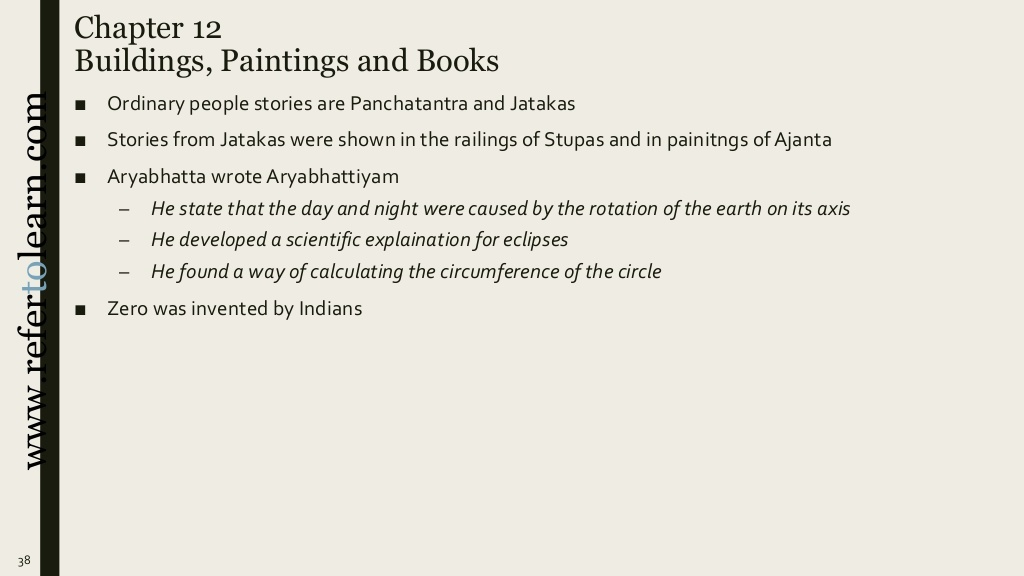 Chapter 12
Buildings, Paintings and Books
■ Ordinary people stories are Panchatantra and Jatakas
■ Stories from Jatakas were shown in the railings of Stupas and in painitngs of Ajanta
■ Aryabhatta wrote Aryabhattiyam
– He state that the day and night were caused by the rotation of the earth on its axis
– He developed a scientific explaination for eclipses
– He found a way of calculating the circumference of the circle
■ Zero was invented by Indians
www.refertolearn.com
38